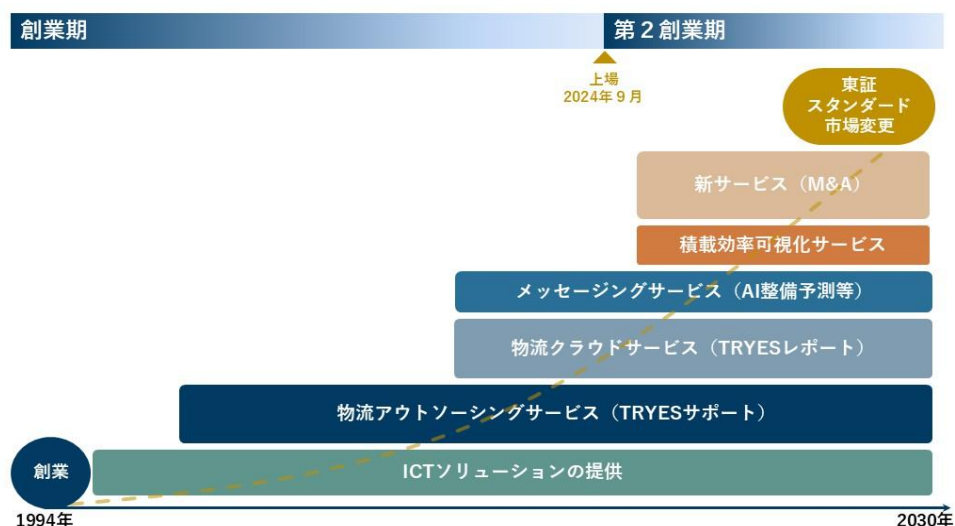 創業期
第２創業期
上場
2024年９月
東証
スタンダード
市場変更
新サービス（M&A）
積載効率可視化サービス
メッセージングサービス（AI整備予測等）
物流クラウドサービス（TRYESレポート）
物流アウトソーシングサービス（TRYESサポート）
創業
ICTソリューションの提供
1994年
2030年